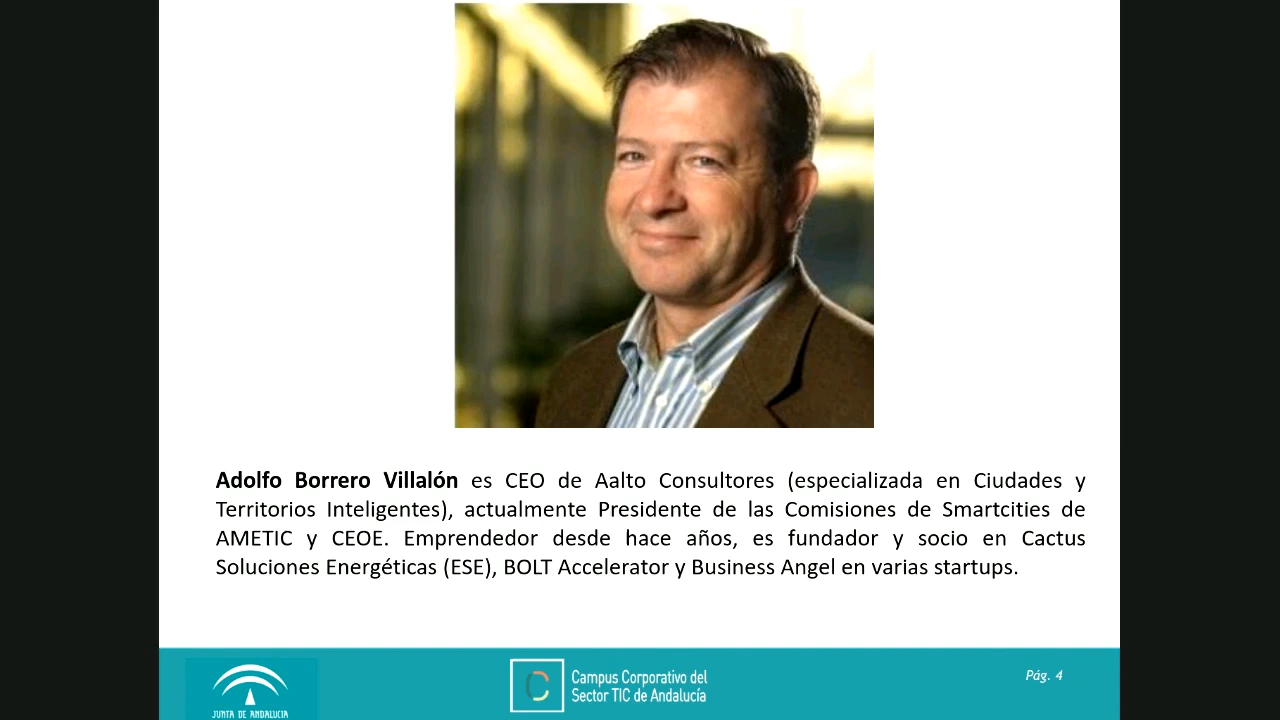 Adolfo Borrero Villalón es CEO de Aalto Consultores (especializada en Ciudades y
Territorios Inteligentes), actualmente Presidente de las Comisiones de Smartcities de
AMETIC y CEOE. Emprendedor desde hace años, es fundador y socio en Cactus
Soluciones Energéticas (ESE), BOLT Accelerator y Business Angel en varias startups.
JUNTA DE ANDALUCIA
C
Campus Corporativo del
Sector TIC de Andalucía
Pág. 4